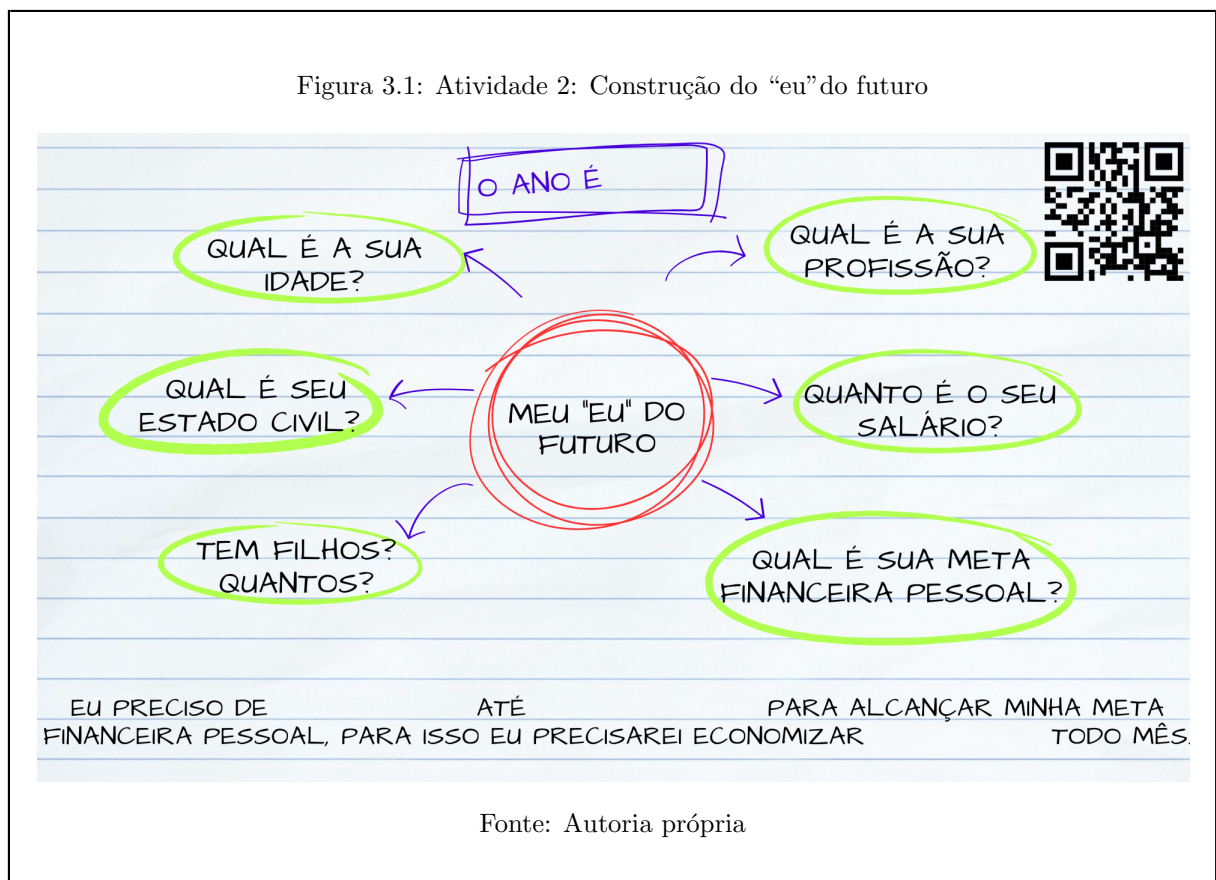 Figura 3.1: Atividade 2: Construção do “eu”do futuro
O ANO É
QUAL É A SUA
IDADE?
QUAL É A SUA
PROFISSÃO?
QUAL É SEU
ESTADO CIVIL?
MEU "EU" DO
FUTURO
QUANTO É O SEU
SALÁRIO?
TEM FILHOS?
QUANTOS?
QUAL É SUA META
FINANCEIRA PESSOAL?
EU PRECISO DE ATÉ PARA ALCANÇAR MINHA META
FINANCEIRA PESSOAL, PARA ISSO EU PRECISAREI ECONOMIZAR TODO MÊS.
Fonte: Autoria própria